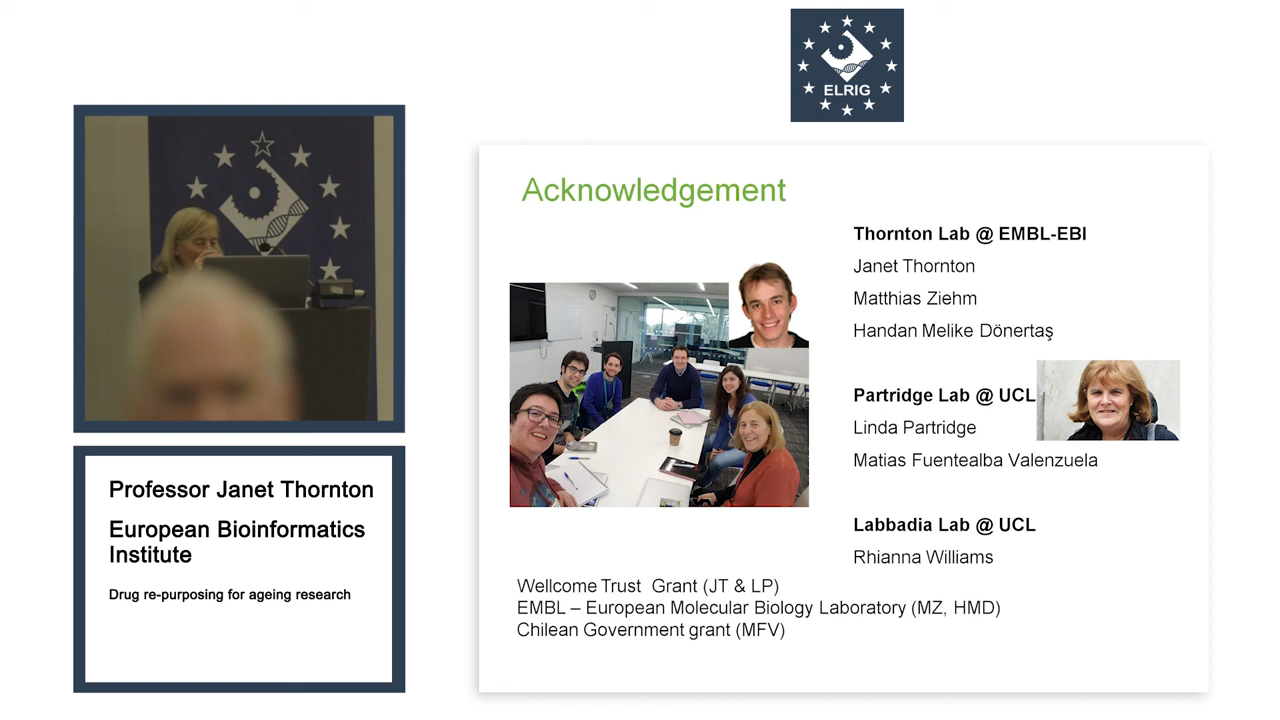 ELRIG
Acknowledgement
Thornton Lab @ EMBL-EBI
Janet Thornton
Matthias Ziehm
Handan Melike Dönertaş
Partridge Lab @ UCL
Linda Partridge
Matias Fuentealba Valenzuela
Labbadia Lab @ UCL
Rhianna Williams
Wellcome Trust  Grant (JT & LP)
EMBL – European Molecular Biology Laboratory (MZ, HMD)
Chilean Government grant (MFV)
Professor Janet Thornton
European Bioinformatics
Institute
Drug re-purposing for ageing research